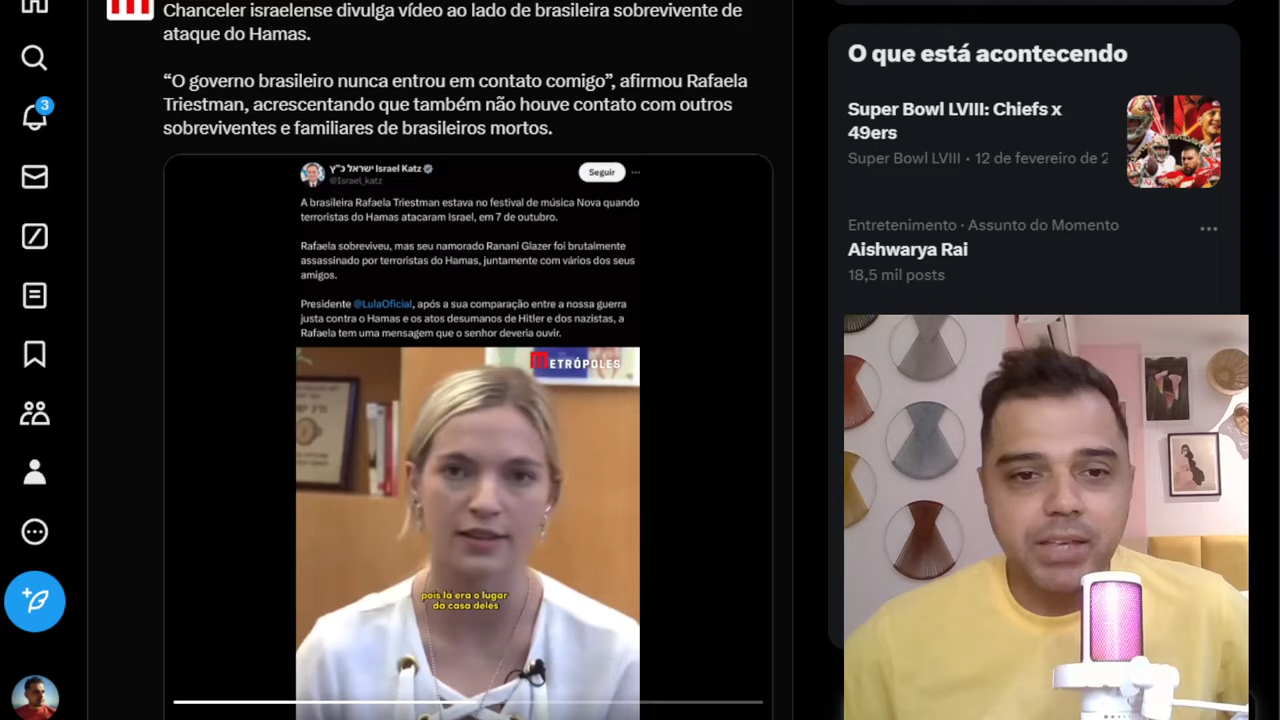 Chanceler israelense divulga vídeo ao lado de brasileira sobrevivente de
ataque do Hamas.
“O governo brasileiro nunca entrou em contato comigo”, afirmou Rafaela
Triestman, acrescentando que também não houve contato com outros
sobreviventes e familiares de brasileiros mortos.
ישראל כ”ץ Israel Katz
@Israel_katz
Seguir
A brasileira Rafaela Triestman estava no festival de música Nova quando
terroristas do Hamas atacaram Israel, em 7 de outubro.
Rafaela sobreviveu, mas seu namorado Ranani Glazer foi brutalmente
assassinado por terroristas do Hamas, juntamente com vários dos seus
amigos.
Presidente @LulaOficial, após a sua comparação entre a nossa guerra
justa contra o Hamas e os atos desumanos de Hitler e dos nazistas, a
Rafaela tem uma mensagem que o senhor deveria ouvir.
METRÓPOLES
pois lá era o lugar
da casa deles
3
O que está acontecendo
Super Bowl LVIII: Chiefs x
49ers
Super Bowl LVIII · 12 de fevereiro de 2
Entretenimento · Assunto do Momento
Aishwarya Rai
18,5 mil posts